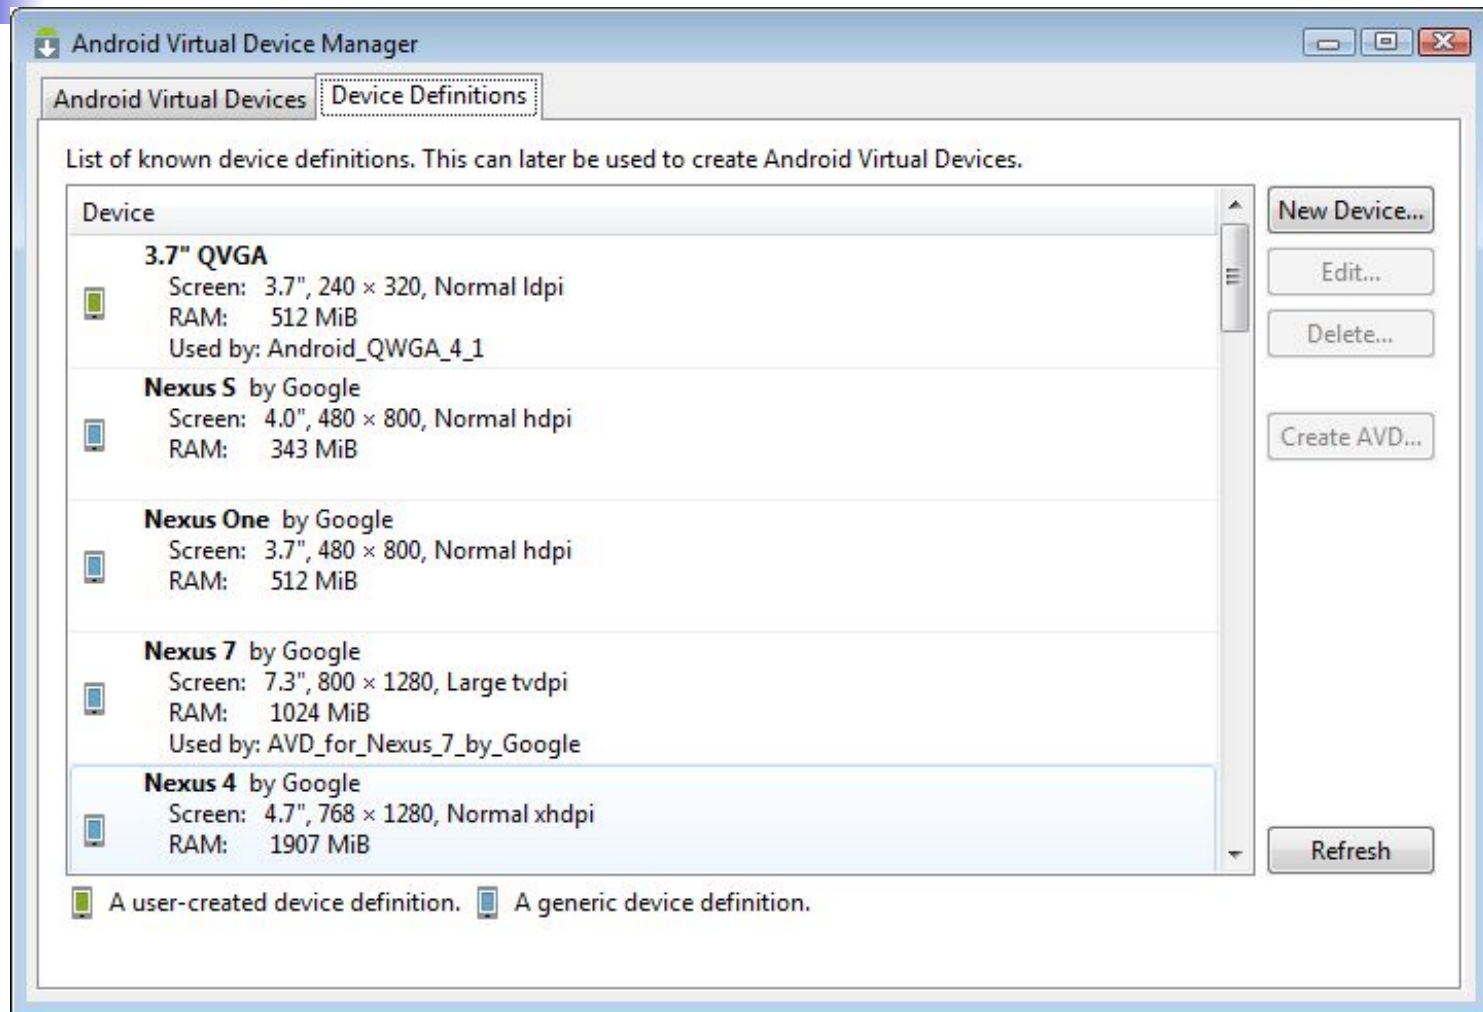 Android Virtual Device Manager
Android Virtual Devices
Device Definitions
List of known device definitions. This can later be used to create Android Virtual Devices.
Device
3.7" QVGA
Screen: 3.7", 240 × 320, Normal ldpi
RAM: 512 MiB
Used by: Android_QWGA_4_1
Nexus S by Google
Screen: 4.0", 480 × 800, Normal hdpi
RAM: 343 MiB
Nexus One by Google
Screen: 3.7", 480 × 800, Normal hdpi
RAM: 512 MiB
Nexus 7 by Google
Screen: 7.3", 800 × 1280, Large tvdpi
RAM: 1024 MiB
Used by: AVD_for_Nexus_7_by_Google
Nexus 4 by Google
Screen: 4.7", 768 × 1280, Normal xhdpi
RAM: 1907 MiB
New Device...
Edit...
Delete...
Create AVD...
Refresh
A user-created device definition. A generic device definition.